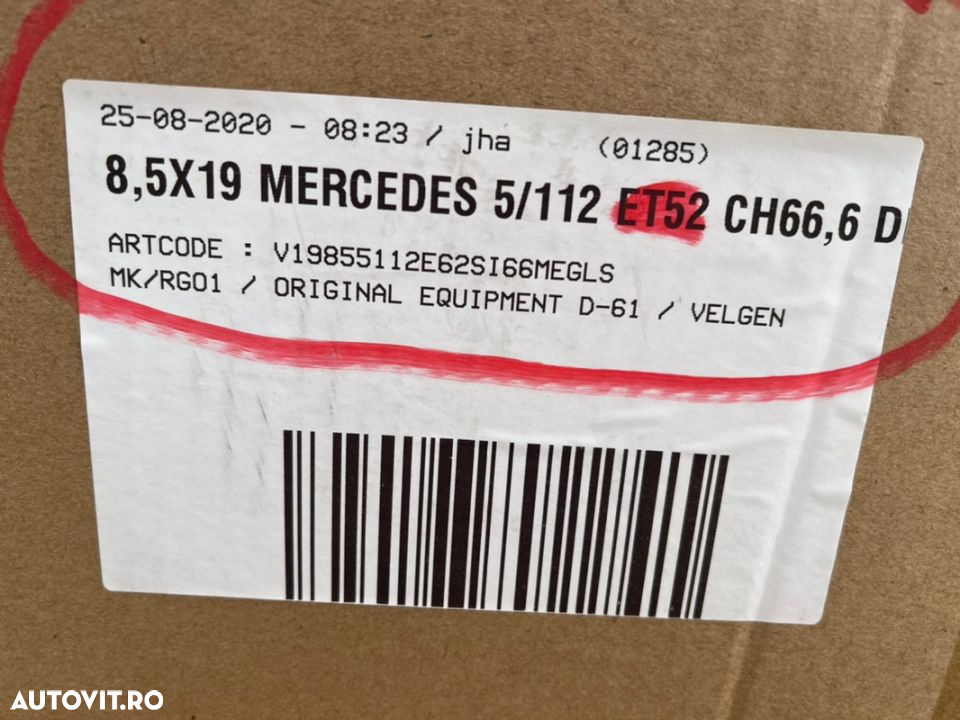 25-08-2020 - 08:23 / jha (01285)
8,5X19 MERCEDES 5/112 ET52 CH66,6 D
ARTCODE : V19855112E62SI66MEGLS
MK/RGO1 / ORIGINAL EQUIPMENT D-61 / VELGEN
AUTOVIT.RO